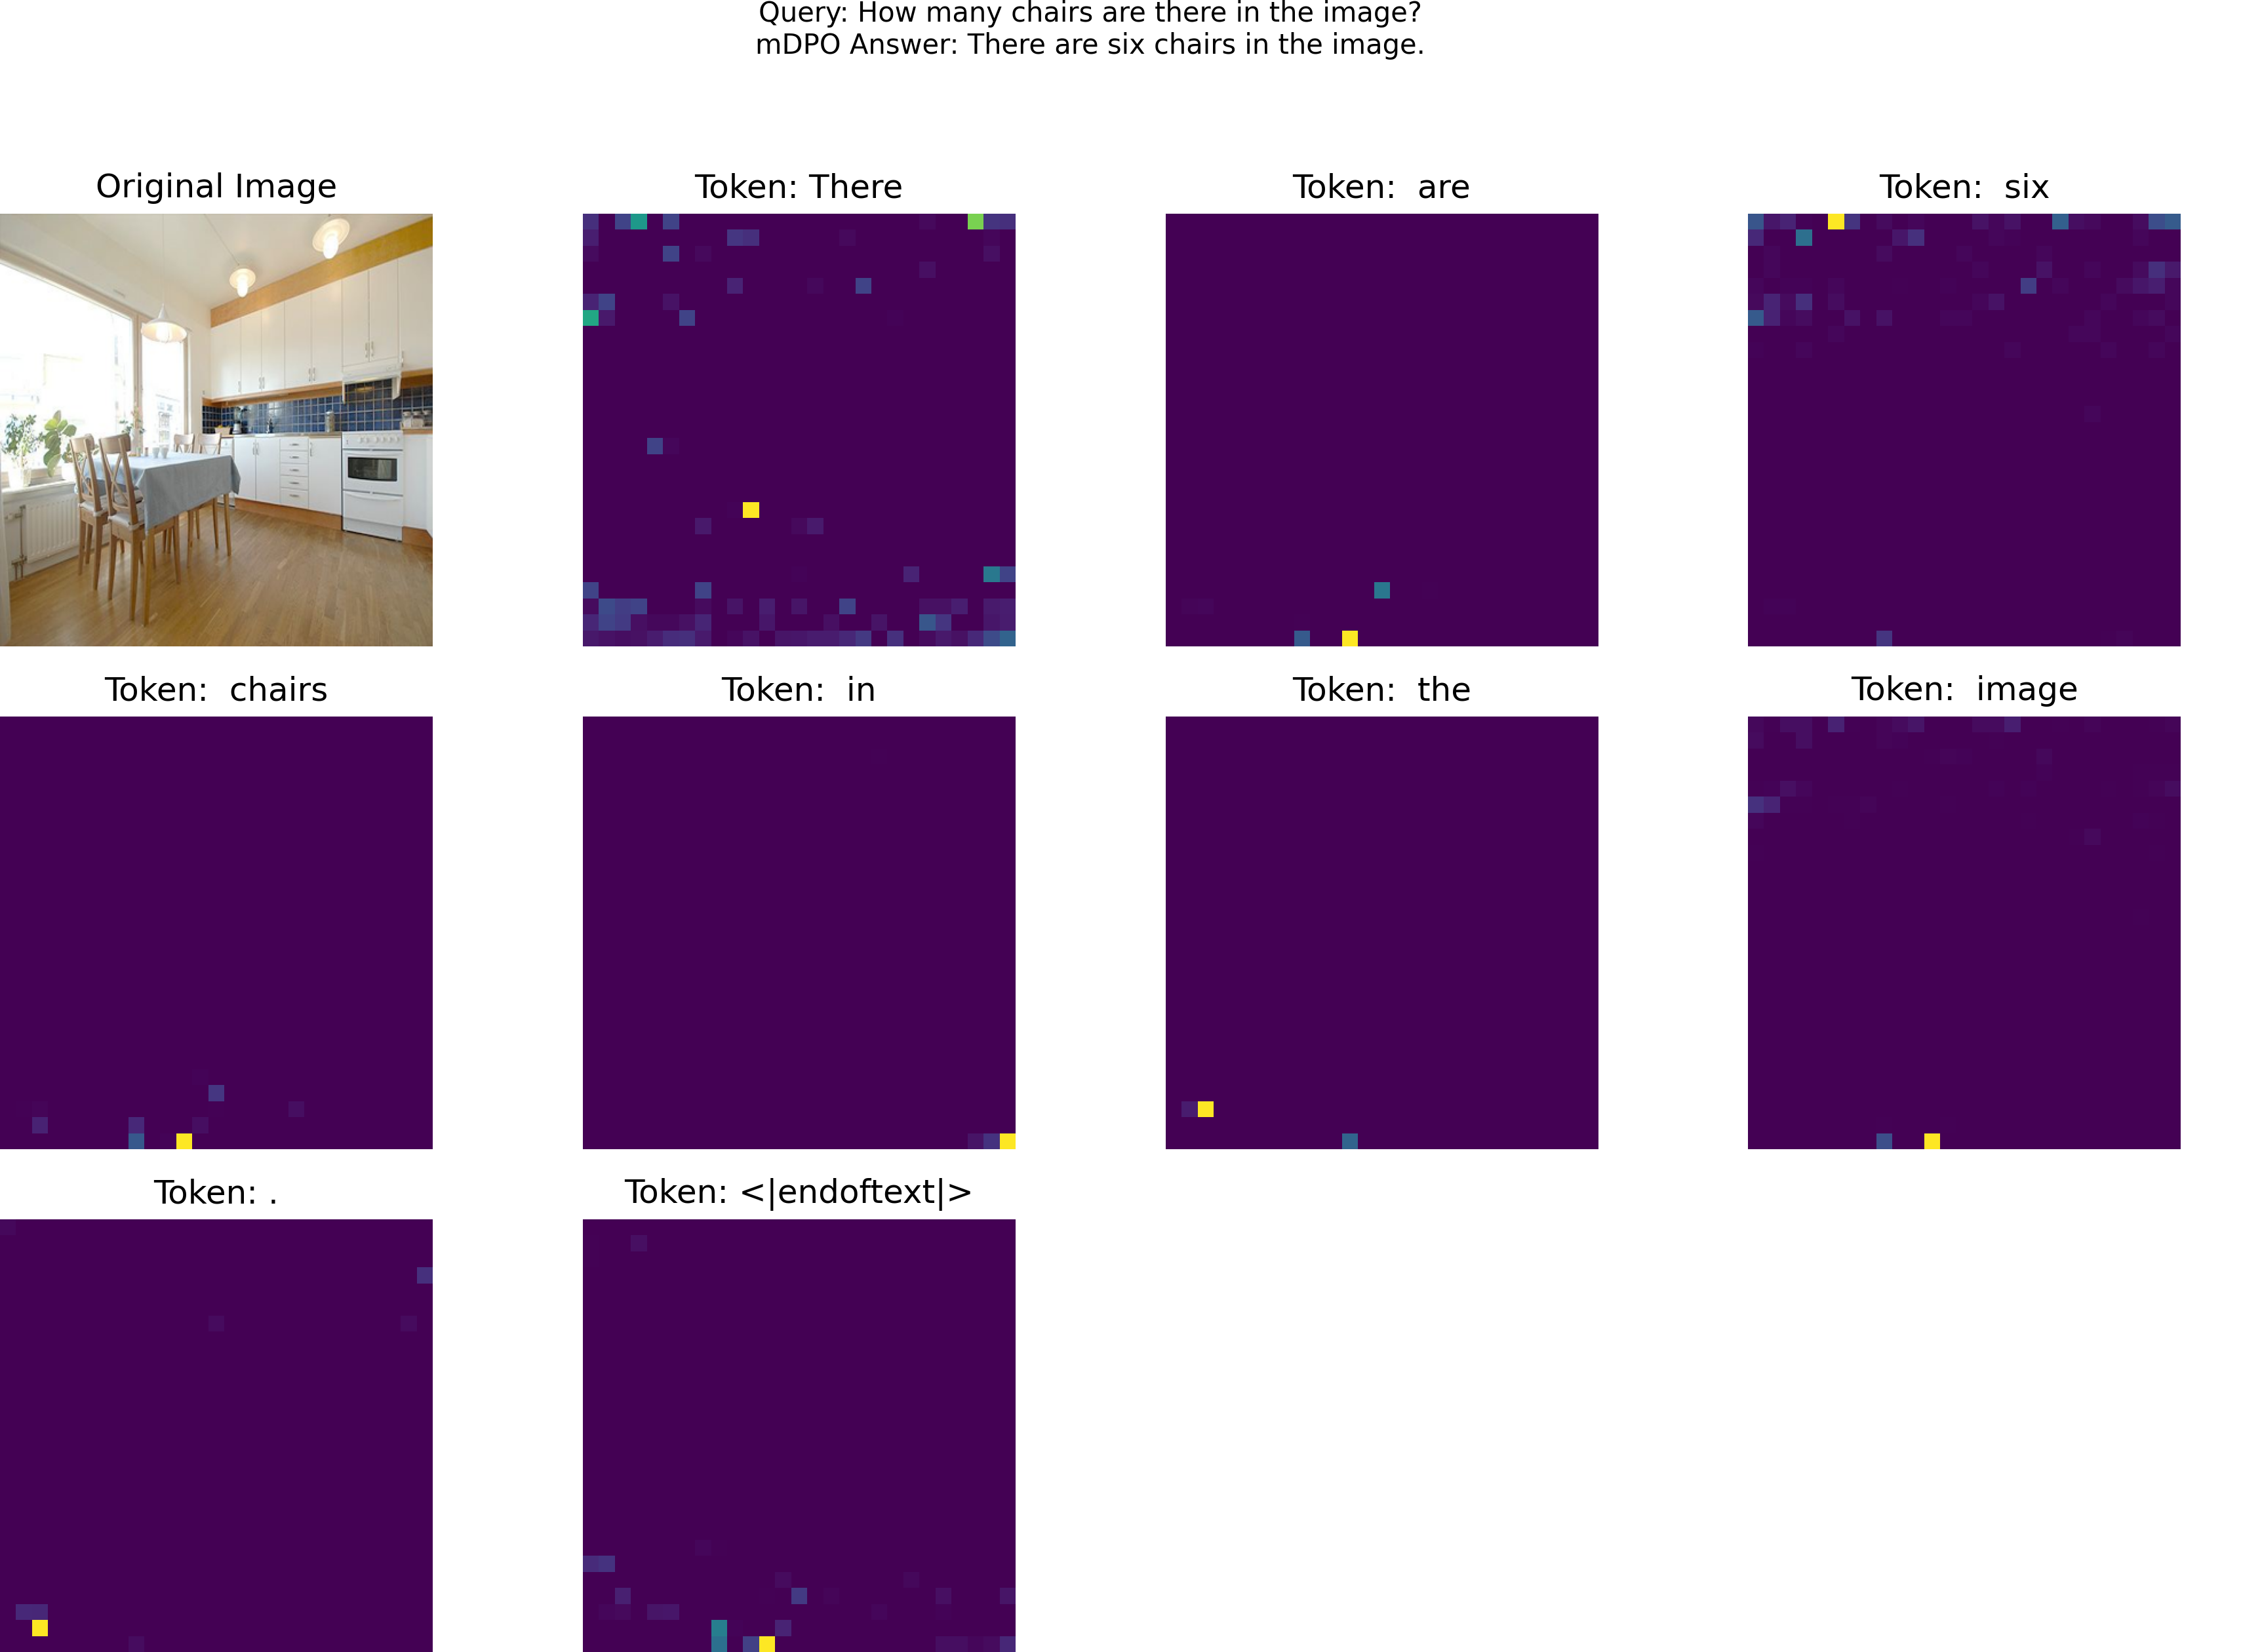 Query: How many chairs are there in the image?
mDPO Answer: There are six chairs in the image.
Original Image
Token: There
Token:  are
Token:  six
Token:  chairs
Token:  in
Token:  the
Token:  image
Token: .
Token: <|endoftext|>